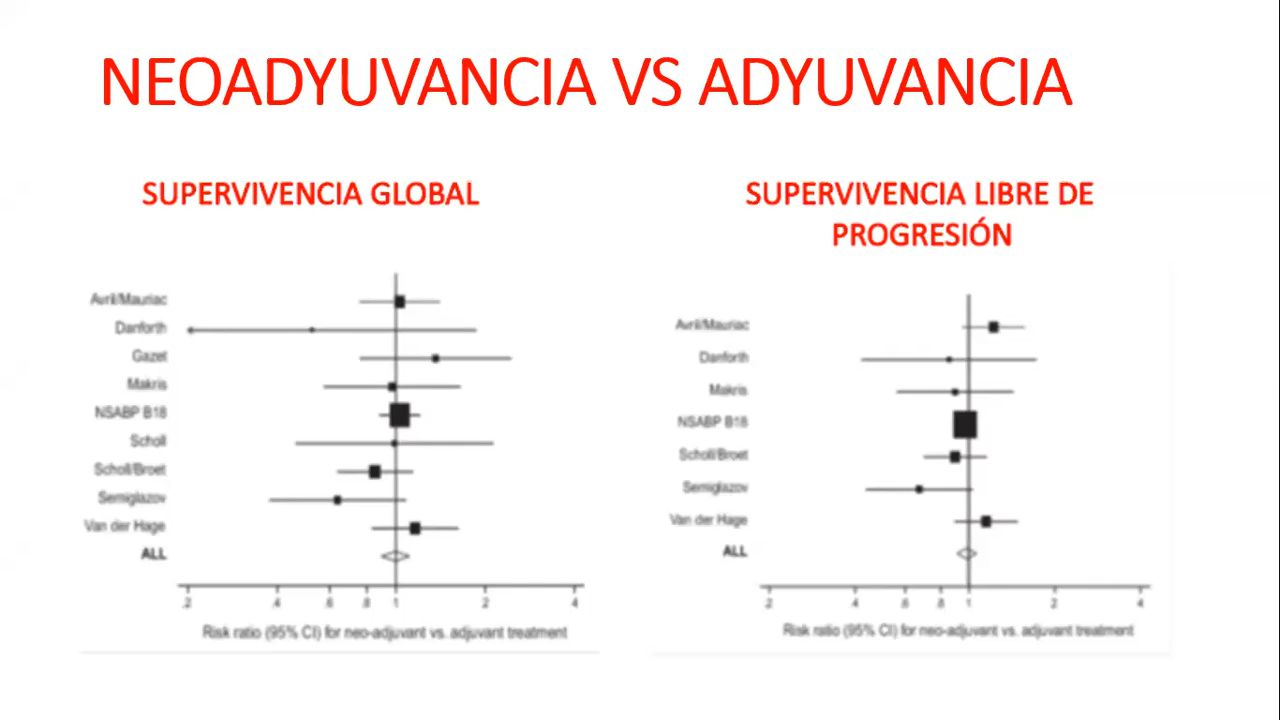 NEOADYUVANCIA VS ADYUVANCIA
SUPERVIVENCIA GLOBAL
Avril/Mauriac
Danforth
Gazet
Makris
NSABP B18
Scholl
Scholl/Broet
Semiglazov
Van der Hage
ALL
.2 .4 .6 .8 1 2 4
Risk ratio (95% CI) for neo-adjuvant vs. adjuvant treatment
SUPERVIVENCIA LIBRE DE
PROGRESIÓN
Avril/Mauriac
Danforth
Makris
NSABP B18
Scholl/Broet
Semiglazov
Van der Hage
ALL
.2 .4 .6 .8 1 2 4
Risk ratio (95% CI) for neo-adjuvant vs. adjuvant treatment